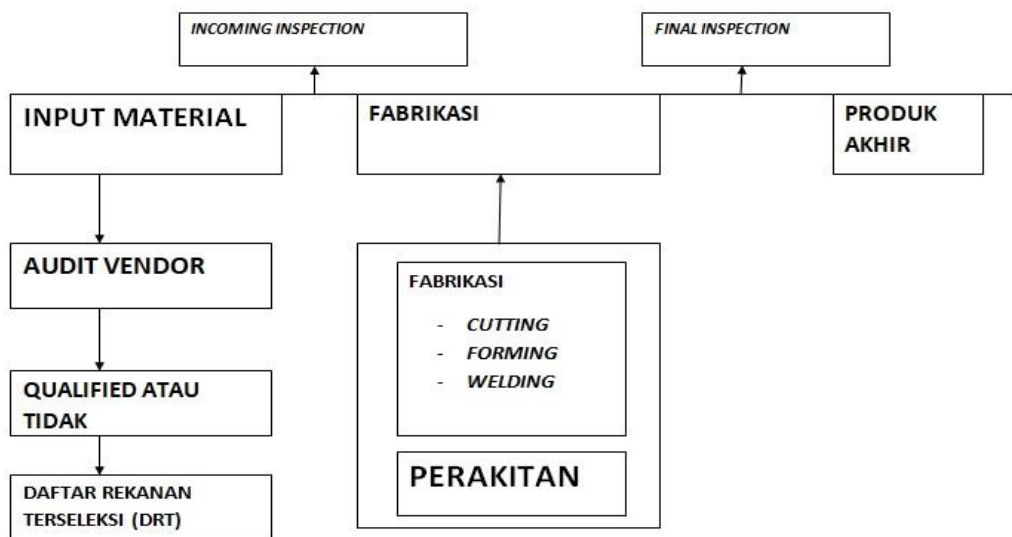 INCOMING INSPECTION
FINAL INSPECTION
INPUT MATERIAL
FABRIKASI
PRODUK
AKHIR
AUDIT VENDOR
QUALIFIED ATAU
TIDAK
DAFTAR REKANAN
TERSELEKSI (DRT)
FABRIKASI
- CUTTING
- FORMING
- WELDING
PERAKITAN